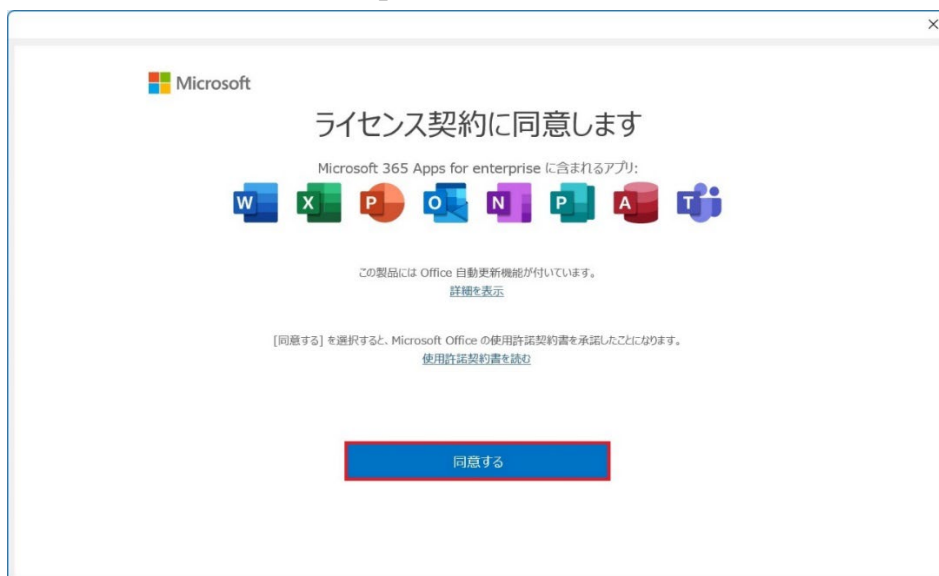 Microsoft
ライセンス契約に同意します
Microsoft 365 Apps for enterprise に含まれるアプリ:
W X P O N P A T
この製品には Office 自動更新機能が付いています。
詳細を表示
[同意する] を選択すると、Microsoft Office の使用許諾契約書を承諾したことになります。
使用許諾契約書を読む
同意する